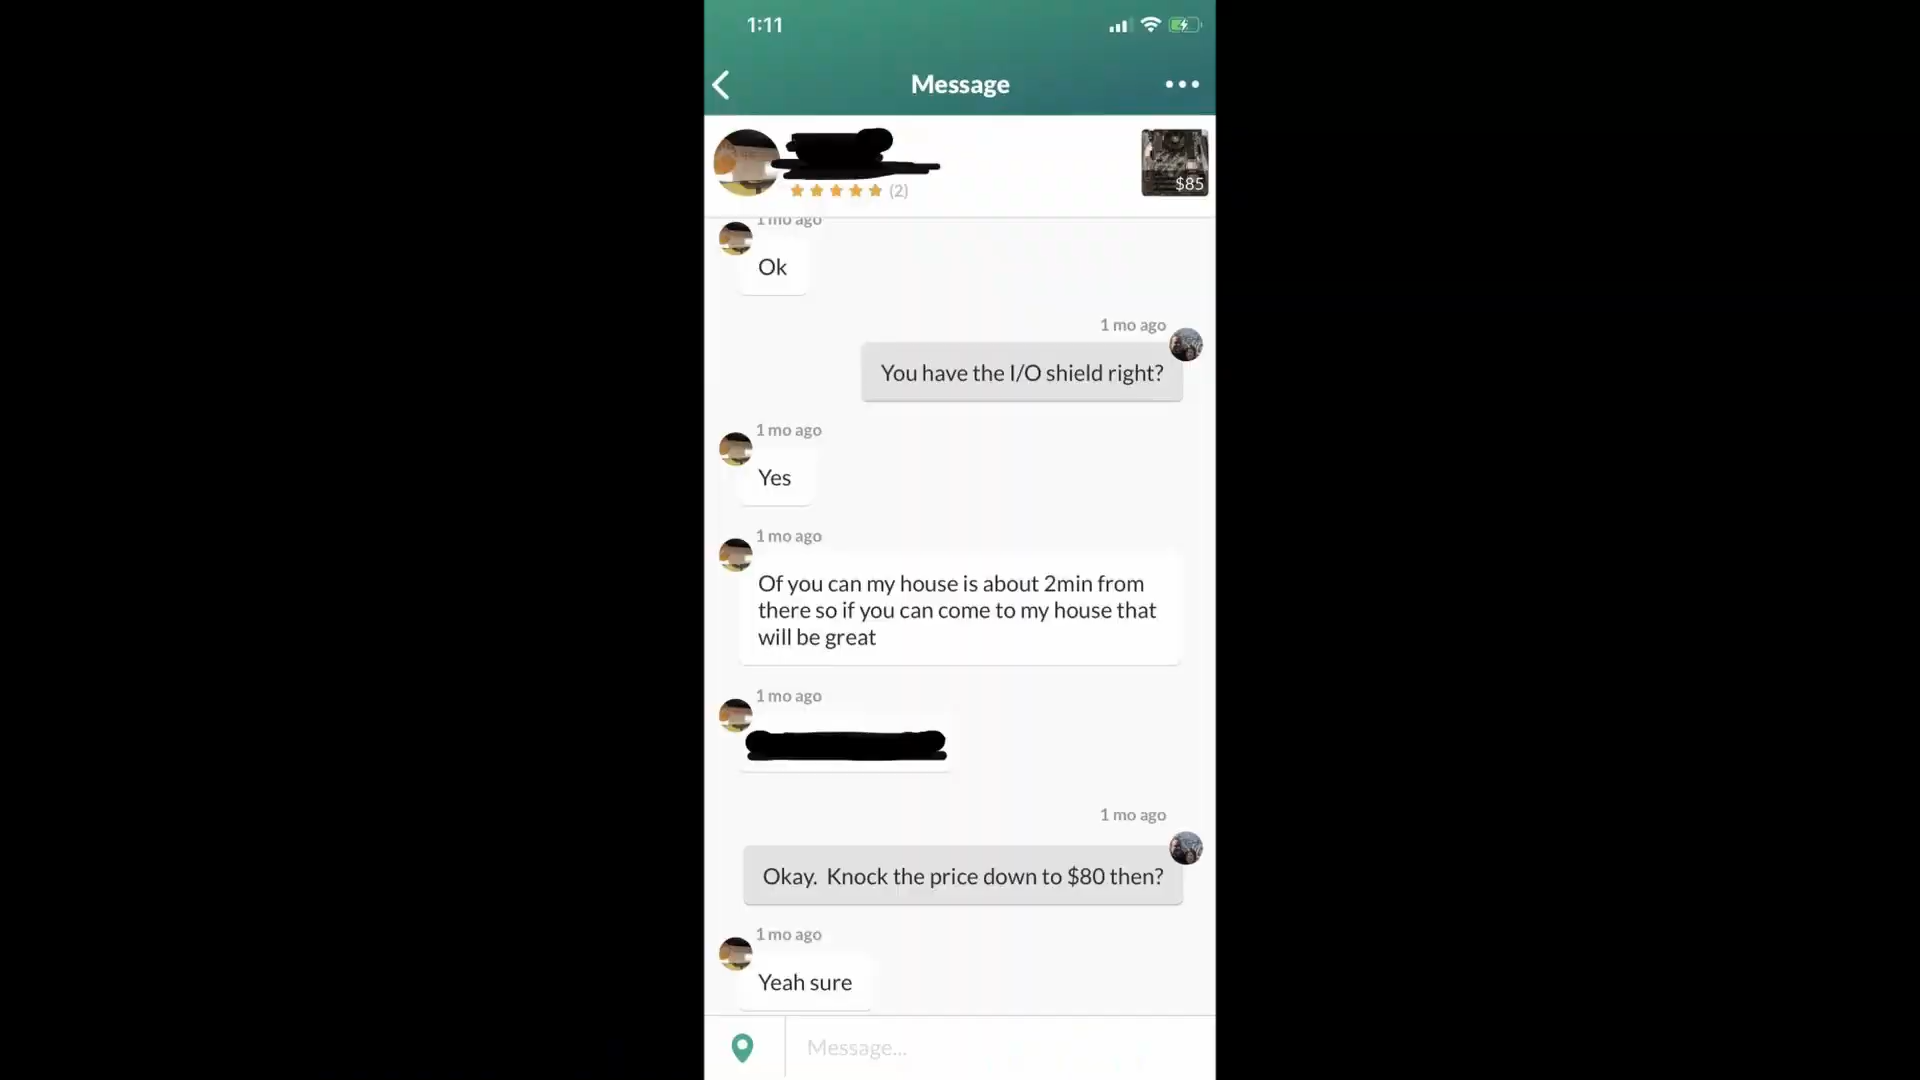 1:11
Message
(2)
$85
1 mo ago
Ok
1 mo ago
You have the I/O shield right?
1 mo ago
Yes
1 mo ago
Of you can my house is about 2min from
there so if you can come to my house that
will be great
1 mo ago
1 mo ago
Okay.  Knock the price down to $80 then?
1 mo ago
Yeah sure
Message...